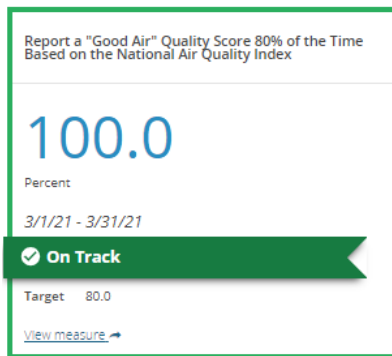 Report a "Good Air" Quality Score 80% of the Time
Based on the National Air Quality Index
100.0
Percent
3/1/21 - 3/31/21
On Track
Target 80.0
View measure